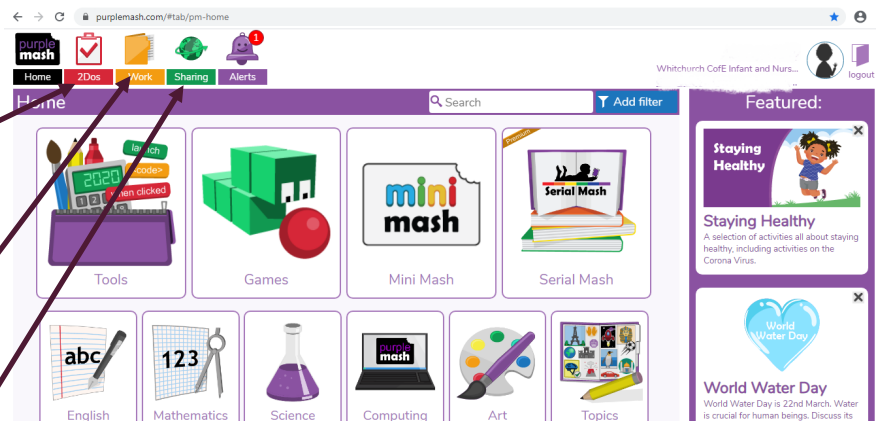 purplemash.com/#tab/pm-home
purple
mash
1
Home
2Dos
Work
Sharing
Alerts
Whitchurch CofE Infant and Nurs...
logout
Home
Search
Add filter
Featured:
launch
code>
when clicked
2020
1 2
Tools
Games
mini
mash
Mini Mash
Premium
Serial Mash
Serial Mash
Staying
Healthy
Staying Healthy
A selection of activities all about staying
healthy, including activities on the
Corona Virus.
abc
English
123
Mathematics
Science
purple
mash
Computing
Art
Topics
World
Water Day
World Water Day
World Water Day is 22nd March. Water
is crucial for human beings. Discuss its